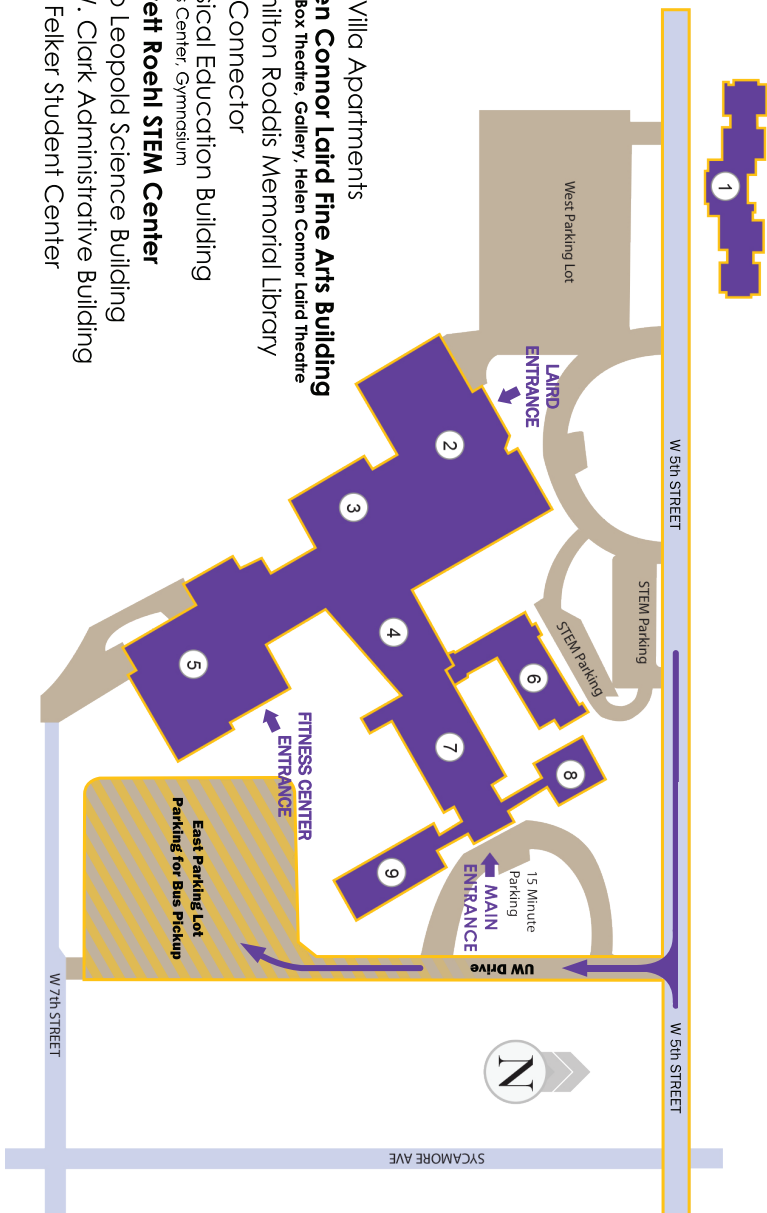 Villa Apartments
en Connor Laird Fine Arts Building
Box Theatre, Gallery, Helen Connor Laird Theatre
milton Roddis Memorial Library
Connector
sical Education Building
s Center, Gymnasium
ett Roehl STEM Center
o Leopold Science Building
. Clark Administrative Building
Felker Student Center
1
W 5th STREET
West Parking Lot
LAIRD
ENTRANCE
2
3
STEM Parking
STEM Parking
4
5
6
7
8
9
FITNESS CENTER
ENTRANCE
East Parking Lot
Parking for Bus Pickup
15 Minute
Parking
MAIN
ENTRANCE
UW Drive
W 5th STREET
W 7th STREET
N
SYCAMORE AVE